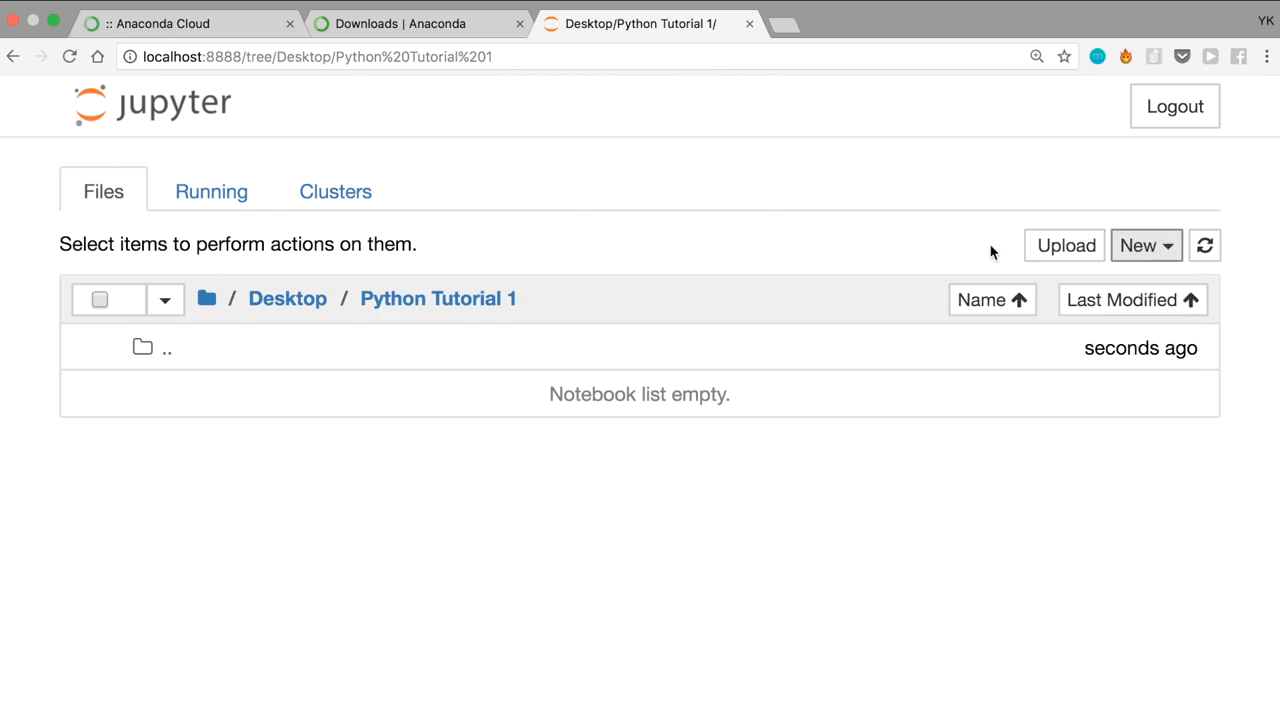 :: Anaconda Cloud
Downloads | Anaconda
Desktop/Python Tutorial 1/
YK
localhost:8888/tree/Desktop/Python%20Tutorial%201
jupyter
Logout
Files
Running
Clusters
Select items to perform actions on them.
Upload
New
/ Desktop / Python Tutorial 1
Name
Last Modified
..
seconds ago
Notebook list empty.